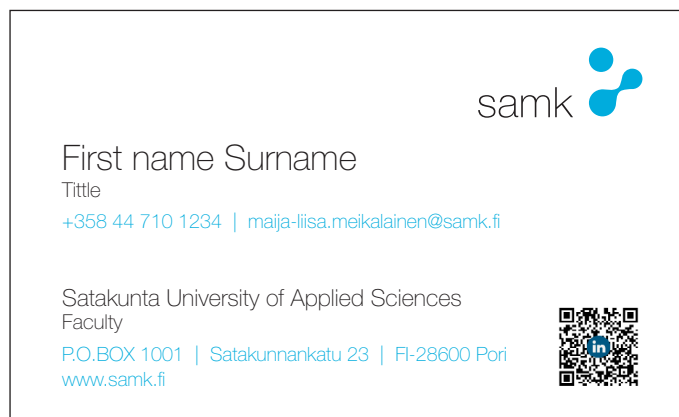 samk
First name Surname
Tittle
+358 44 710 1234 | maija-liisa.meikalainen@samk.fi
Satakunta University of Applied Sciences
Faculty
P.O.BOX 1001 | Satakunnankatu 23 | FI-28600 Pori
www.samk.fi
in